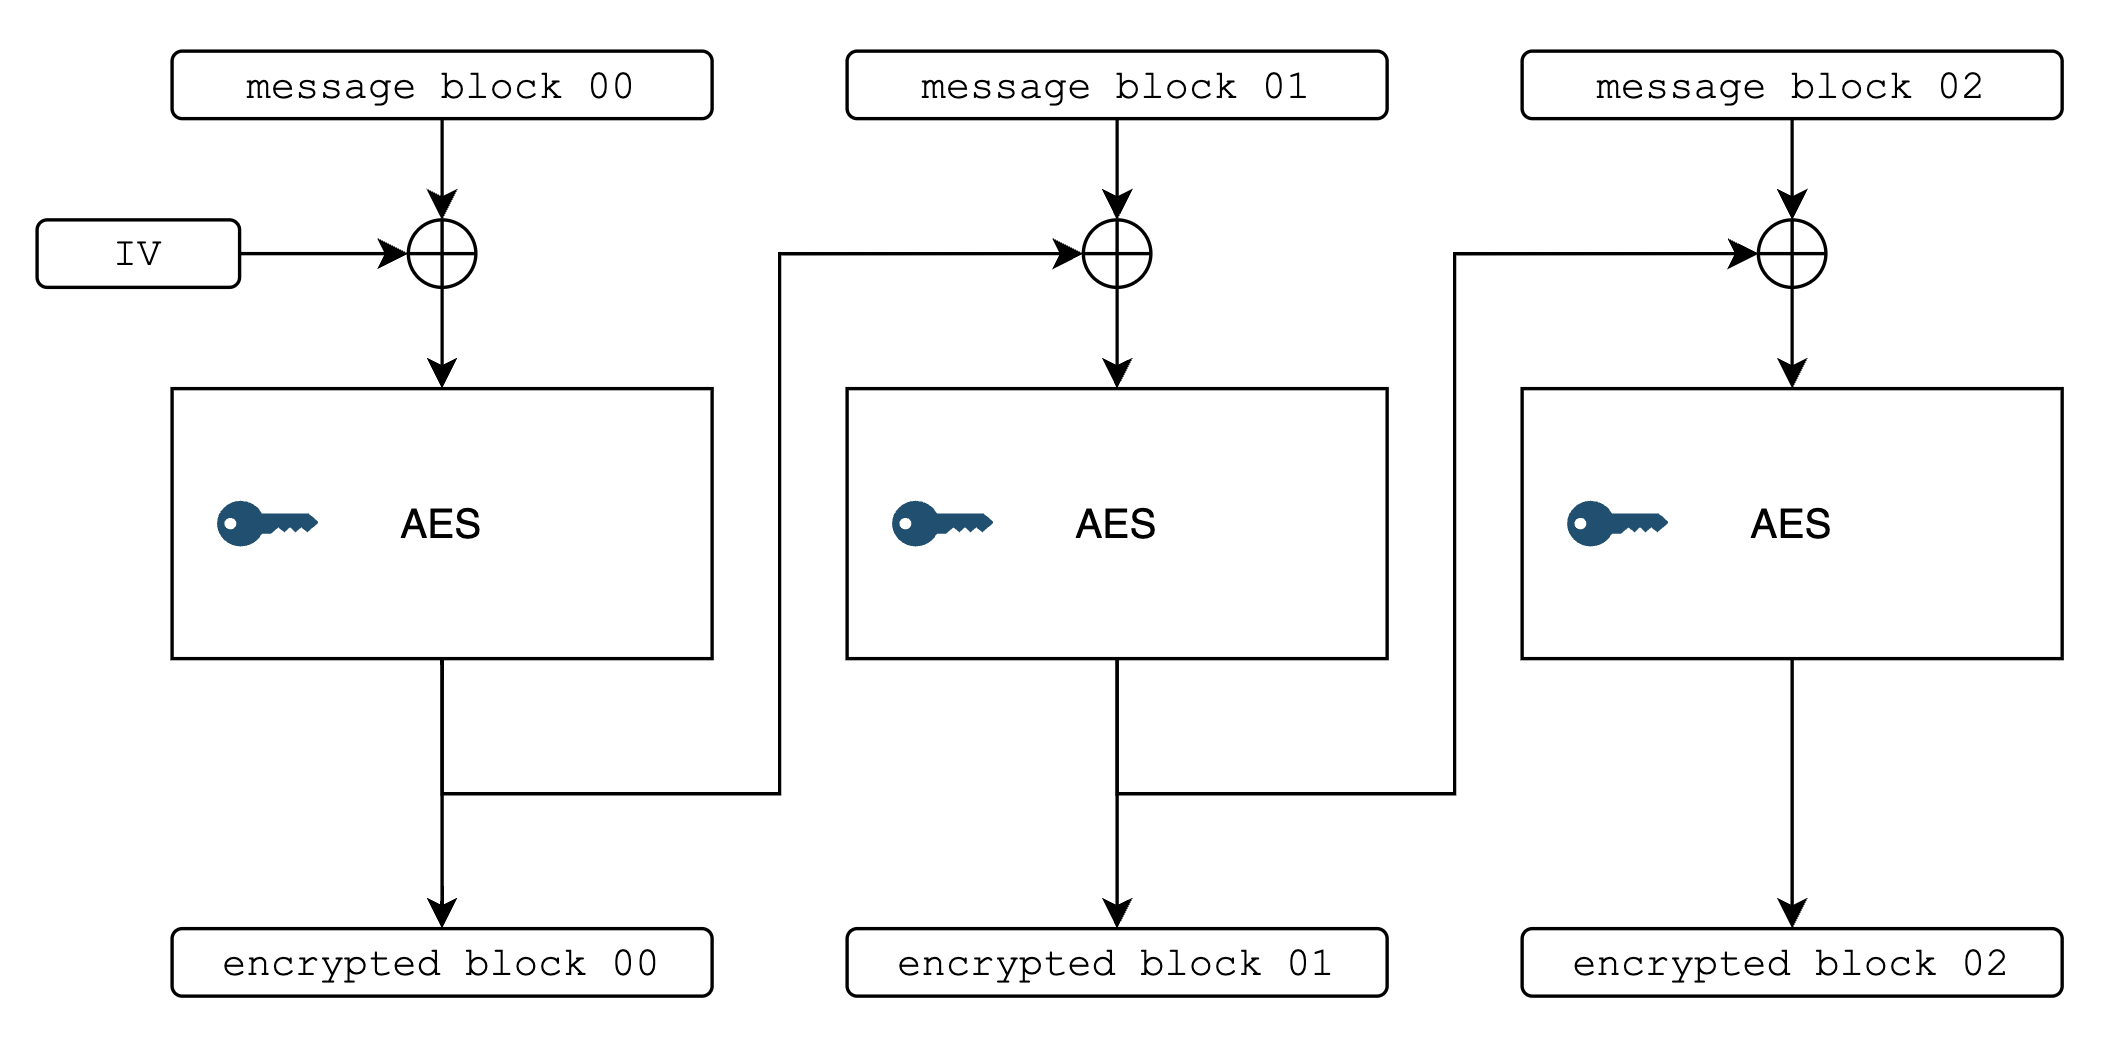 message block 00
message block 01
message block 02
IV
AES
AES
AES
encrypted block 00
encrypted block 01
encrypted block 02